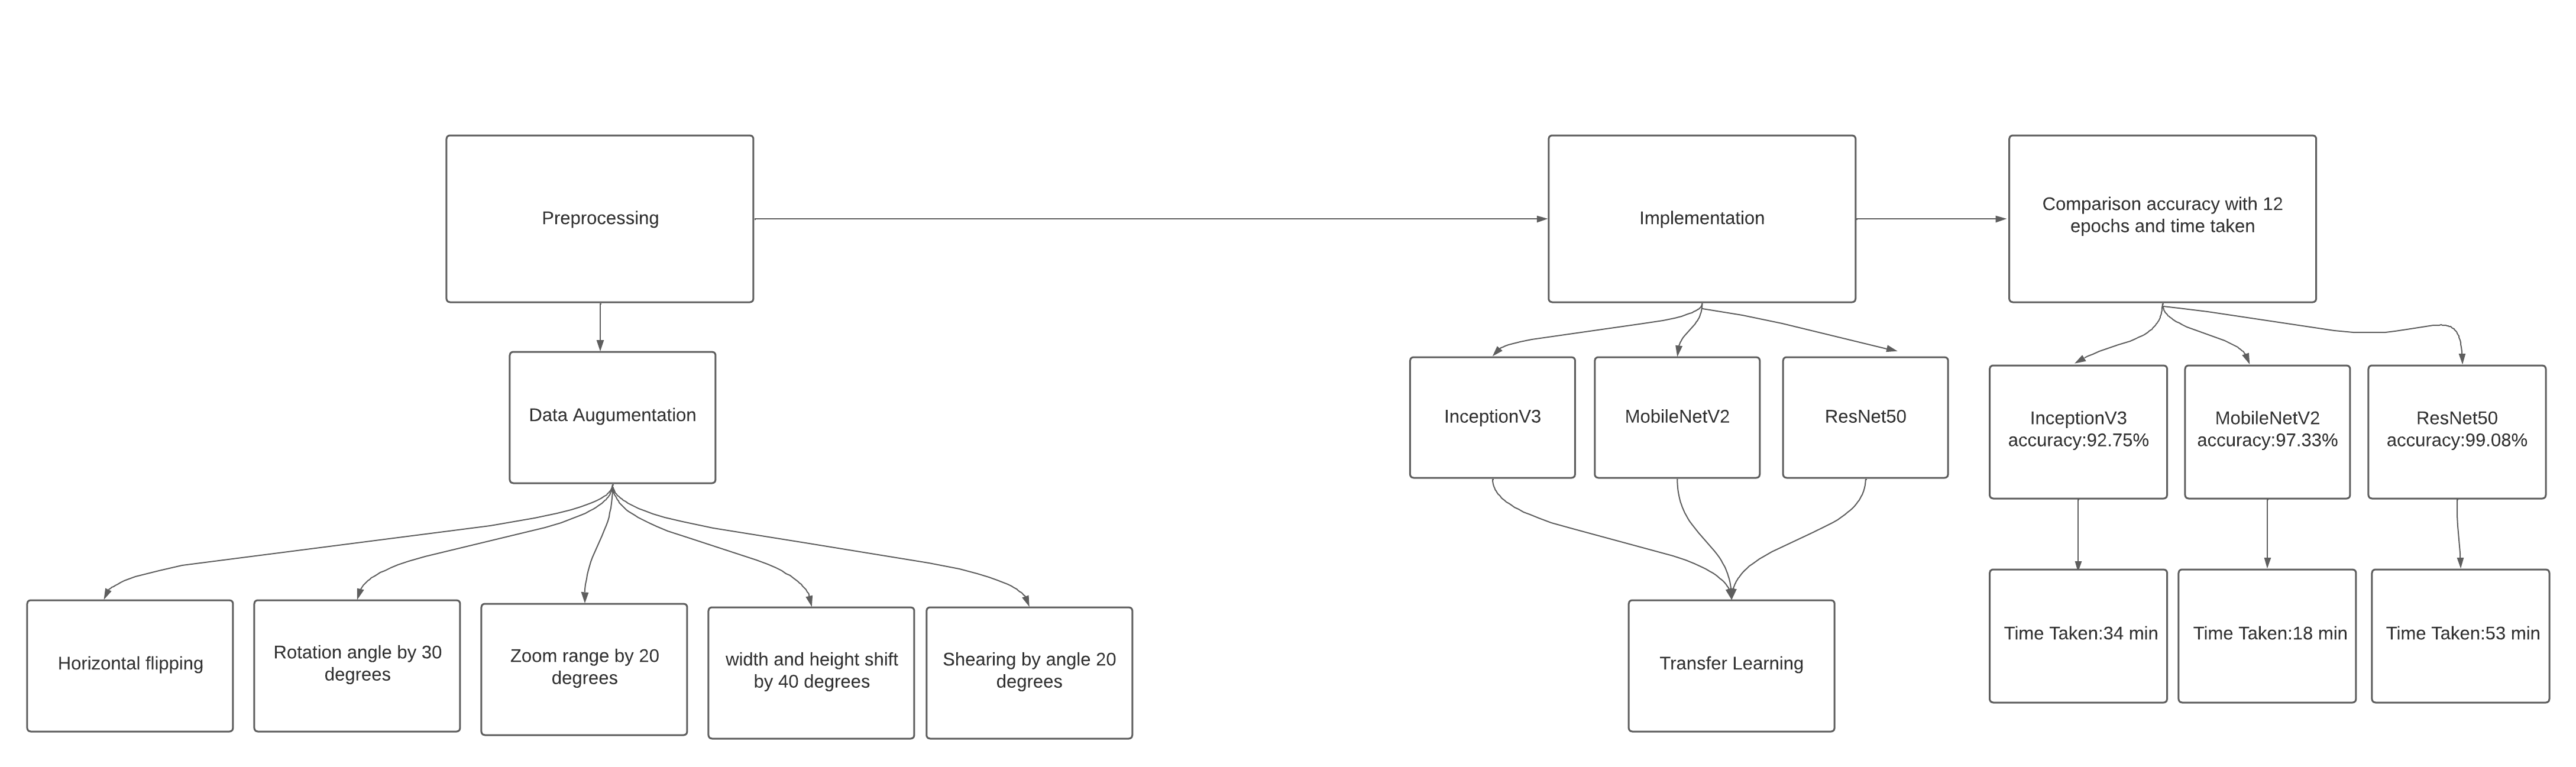 Preprocessing
Implementation
Comparison accuracy with 12
epochs and time taken
Data Augumentation
InceptionV3
MobileNetV2
ResNet50
InceptionV3
accuracy:92.75%
MobileNetV2
accuracy:97.33%
ResNet50
accuracy:99.08%
Horizontal flipping
Rotation angle by 30
degrees
Zoom range by 20
degrees
width and height shift
by 40 degrees
Shearing by angle 20
degrees
Transfer Learning
Time Taken:34 min
Time Taken:18 min
Time Taken:53 min